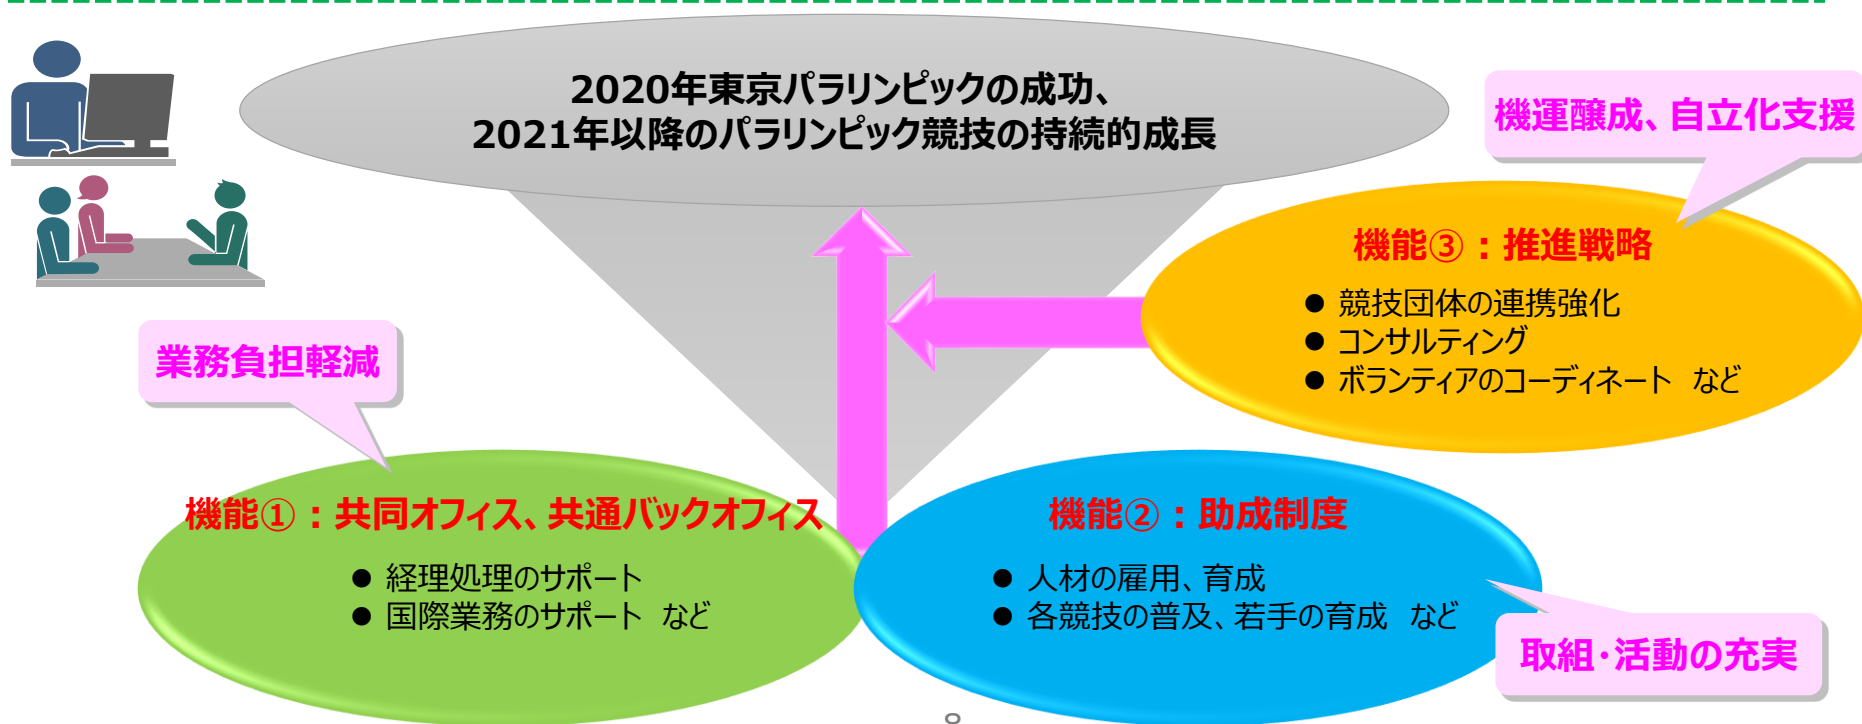 2020年東京パラリンピックの成功、
2021年以降のパラリンピック競技の持続的成長
機運醸成、自立化支援
機能③：推進戦略
● 競技団体の連携強化
● コンサルティング
● ボランティアのコーディネート　など
業務負担軽減
機能①：共同オフィス、共通バックオフィス
● 経理処理のサポート
● 国際業務のサポート　など
機能②：助成制度
● 人材の雇用、育成
● 各競技の普及、若手の育成　など
取組・活動の充実